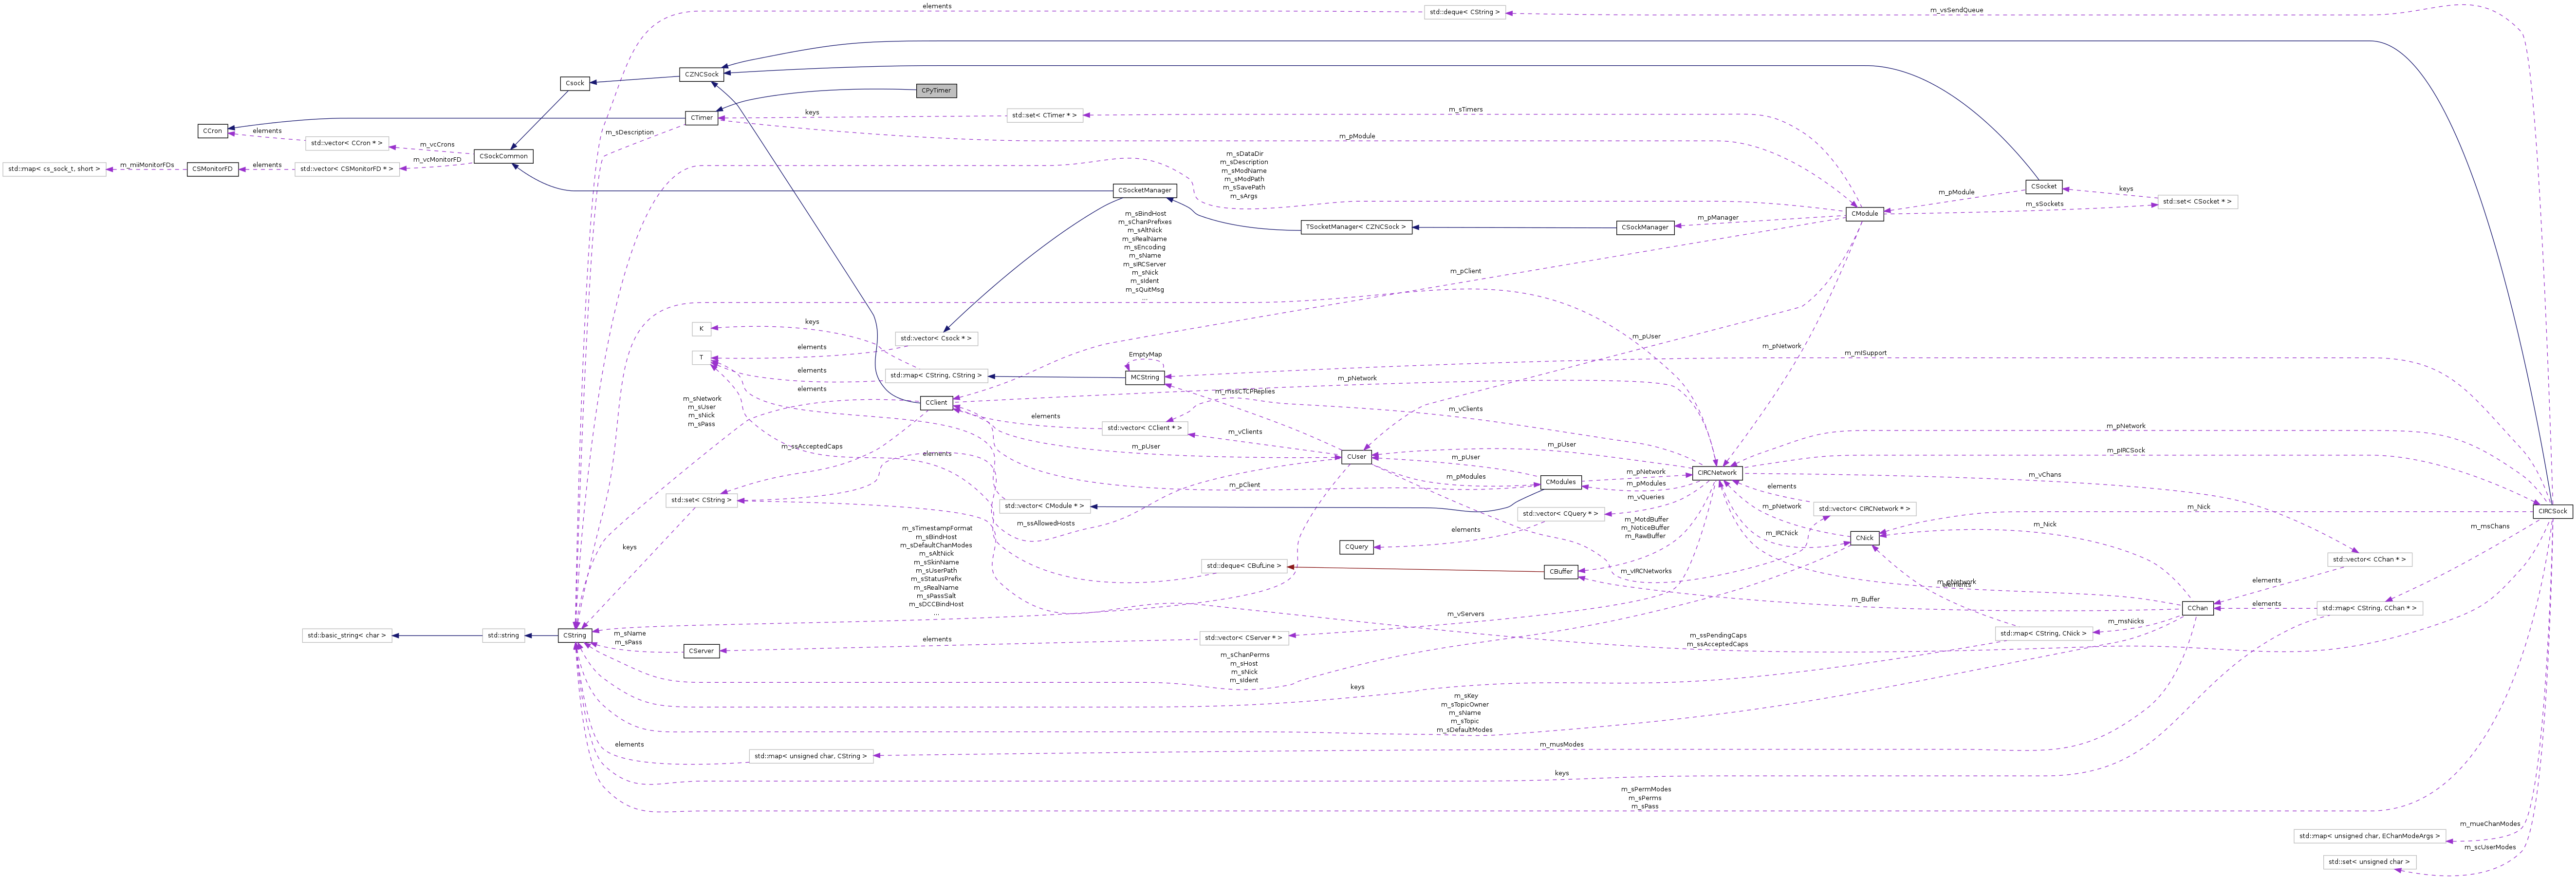 elements
std::deque< CString >
m_vsSendQueue
CZNCSock
Csock
CPyTimer
CTimer
keys
std::set< CTimer * >
m_sTimers
CCron
elements
std::vector< CCron * >
m_vcCrons
m_sDescription
m_pModule
CSockCommon
m_vcMonitorFD
std::map< cs_sock_t, short >
m_miiMonitorFDs
CSMonitorFD
elements
std::vector< CSMonitorFD * >
m_sDataDir
m_sDescription
m_sModName
m_sModPath
m_sSavePath
m_sArgs
CSocketManager
CSocket
keys
std::set< CSocket * >
m_pModule
m_sSockets
CModule
m_pManager
TSocketManager< CZNCSock >
CSockManager
m_sBindHost
m_sChanPrefixes
m_sAltNick
m_sRealName
m_sEncoding
m_sName
m_sIRCServer
m_sNick
m_sIdent
m_sQuitMsg
...
m_pClient
K
keys
std::vector< Csock * >
m_pUser
m_pNetwork
T
elements
EmptyMap
m_mISupport
elements
std::map< CString, CString >
MCString
m_pNetwork
elements
m_mssCTCPReplies
m_sNetwork
m_sUser
m_sNick
m_sPass
CClient
m_vClients
elements
std::vector< CClient * >
m_vClients
m_pUser
m_pNetwork
m_ssAcceptedCaps
elements
m_pUser
CUser
m_pUser
m_pIRCSock
m_pModules
CModules
m_pNetwork
m_pModules
CIRCNetwork
m_vChans
m_pClient
elements
std::set< CString >
std::vector< CModule * >
m_vQueries
std::vector< CIRCNetwork * >
m_pNetwork
m_Nick
CIRCSock
std::vector< CQuery * >
m_ssAllowedHosts
m_MotdBuffer
m_NoticeBuffer
m_RawBuffer
m_Nick
m_msChans
elements
m_IRCNick
CNick
keys
CQuery
m_sTimestampFormat
m_sBindHost
m_sDefaultChanModes
m_sAltNick
m_sSkinName
m_sUserPath
m_sStatusPrefix
m_sRealName
m_sPassSalt
m_sDCCBindHost
...
std::deque< CBufLine >
m_vIRCNetworks
CBuffer
std::vector< CChan * >
m_pNetwork
elements
elements
m_Buffer
CChan
elements
std::map< CString, CChan * >
m_vServers
m_msNicks
std::basic_string< char >
std::string
CString
m_sName
m_sPass
CServer
elements
std::vector< CServer * >
m_ssPendingCaps
m_ssAcceptedCaps
std::map< CString, CNick >
m_sChanPerms
m_sHost
m_sNick
m_sIdent
keys
m_sKey
m_sTopicOwner
m_sName
m_sTopic
m_sDefaultModes
elements
std::map< unsigned char, CString >
m_musModes
keys
m_sPermModes
m_sPerms
m_sPass
m_mueChanModes
std::map< unsigned char, EChanModeArgs >
m_scUserModes
std::set< unsigned char >